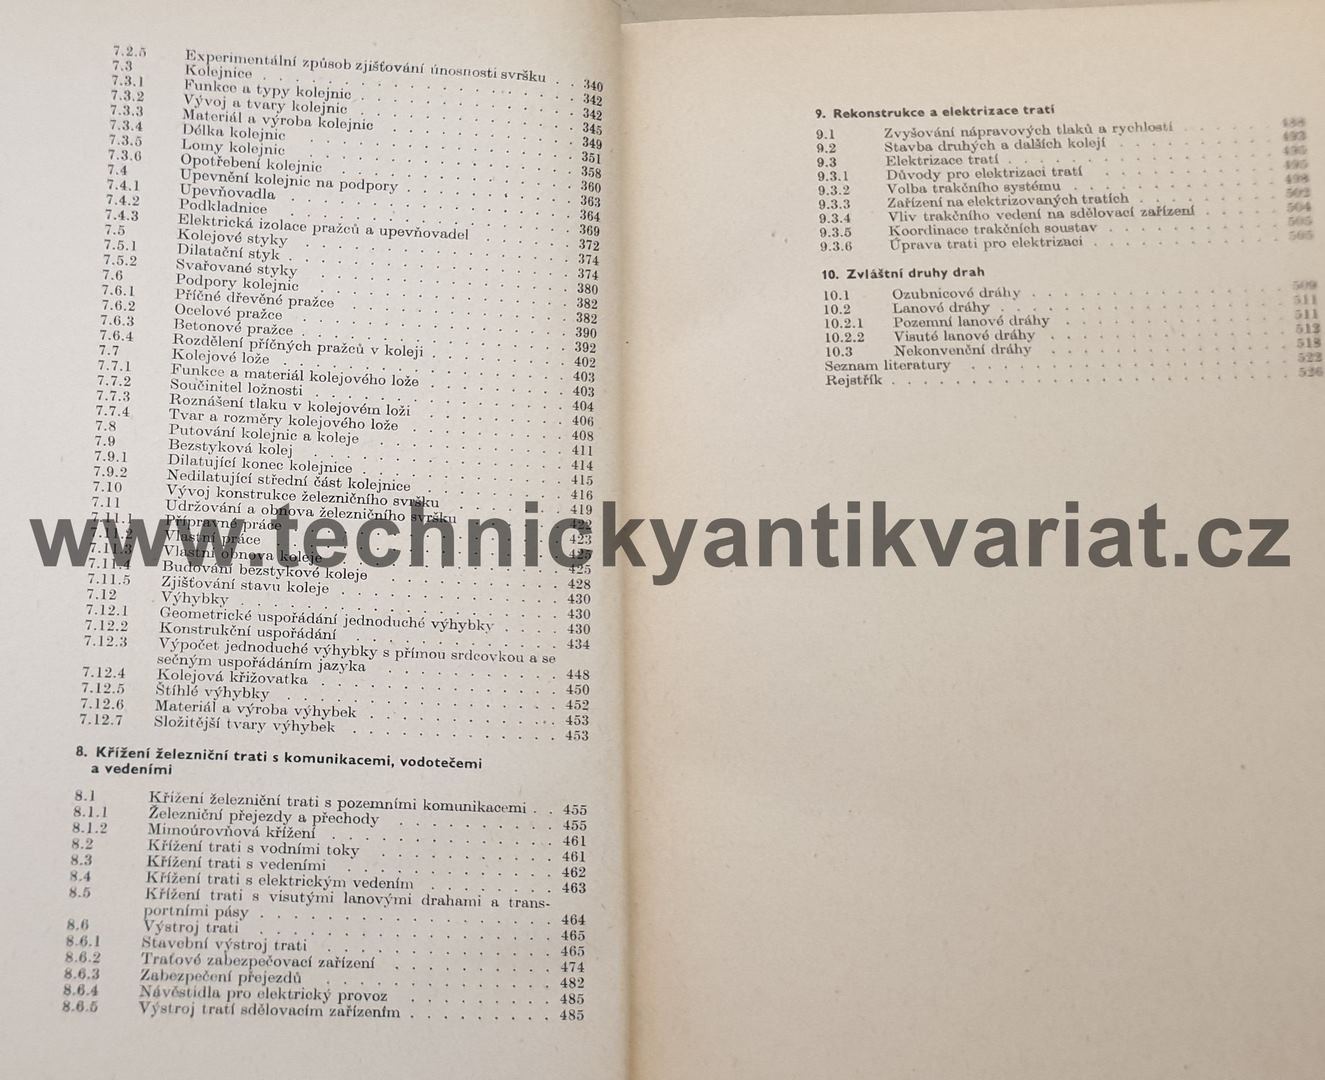 7.2.5 Experimentální způsob zjišťování únosnosti svršku . . 340
7.3 Kolejnice . . . 342
7.3.1 Funkce a typy kolejnic . . . 342
7.3.2 Vývoj a tvary kolejnic . . . 345
7.3.3 Materiál a výroba kolejnic . . . 349
7.3.4 Délka kolejnic . . . 351
7.3.5 Lomy kolejnic . . . 358
7.3.6 Opotřebení kolejnic . . . 360
7.4 Upevnění kolejnic na podpory . . . 363
7.4.1 Upevňovadla . . . 364
7.4.2 Podkladnice . . . 369
7.4.3 Elektrická izolace pražců a upevňovadel . . . 372
7.5 Kolejové styky . . . 374
7.5.1 Dilatační styk . . . 374
7.5.2 Svařované styky . . . 380
7.6 Podpory kolejnic . . . 382
7.6.1 Příčné dřevěné pražce . . . 382
7.6.2 Ocelové pražce . . . 390
7.6.3 Betonové pražce . . . 392
7.6.4 Rozdělení příčných pražců v koleji . . . 402
7.7 Kolejové lože . . . 403
7.7.1 Funkce a materiál kolejového lože . . . 403
7.7.2 Součinitel ložnosti . . . 404
7.7.3 Roznášení tlaku v kolejovém loži . . . 406
7.7.4 Tvar a rozměry kolejového lože . . . 408
7.8 Putování kolejnic a koleje . . . 411
7.9 Bezstyková kolej . . . 414
7.9.1 Dilatující konec kolejnice . . . 415
7.9.2 Nedilatující střední část kolejnice . . . 416
7.10 Vývoj konstrukce železničního svršku . . . 419
7.11 Udržování a obnova železničního svršku . . . 422
7.11.1 Přípravné práce . . . 423
7.11.2 Vlastní práce . . . 425
7.11.3 Vlastní obnova koleje . . . 425
7.11.4 Budování bezstykové koleje . . . 428
7.11.5 Zjišťování stavu koleje . . . 430
7.12 Výhybky . . . 430
7.12.1 Geometrické uspořádání jednoduché výhybky . . . 430
7.12.2 Konstrukční uspořádání . . . 434
7.12.3 Výpočet jednoduché výhybky s přímou srdcovkou a se
sečným uspořádáním jazyka . . . 448
7.12.4 Kolejová křižovatka . . . 450
7.12.5 Štíhlé výhybky . . . 452
7.12.6 Materiál a výroba výhybek . . . 453
7.12.7 Složitější tvary výhybek . . . 453
8. Křížení železniční trati s komunikacemi, vodotečemi
a vedeními
8.1 Křížení železniční trati s pozemními komunikacemi . . 455
8.1.1 Železniční přejezdy a přechody . . . 455
8.1.2 Mimoúrovňová křížení . . . 461
8.2 Křížení trati s vodními toky . . . 461
8.3 Křížení trati s vedeními . . . 462
8.4 Křížení trati s elektrickým vedením . . . 463
8.5 Křížení trati s visutými lanovými drahami a trans-
portními pásy . . . 464
8.6 Výstroj trati . . . 465
8.6.1 Stavební výstroj trati . . . 465
8.6.2 Traťové zabezpečovací zařízení . . . 474
8.6.3 Zabezpečení přejezdů . . . 482
8.6.4 Návěstidla pro elektrický provoz . . . 485
8.6.5 Výstroj tratí sdělovacím zařízením . . . 485
9. Rekonstrukce a elektrizace tratí
9.1 Zvyšování nápravových tlaků a rychlostí . . . 488
9.2 Stavba druhých a dalších kolejí . . . 493
9.3 Elektrizace tratí . . . 495
9.3.1 Důvody pro elektrizaci tratí . . . 495
9.3.2 Volba trakčního systému . . . 498
9.3.3 Zařízení na elektrizovaných tratích . . . 502
9.3.4 Vliv trakčního vedení na sdělovací zařízení . . . 504
9.3.5 Koordinace trakčních soustav . . . 505
9.3.6 Úprava trati pro elektrizaci . . . 505
10. Zvláštní druhy drah
10.1 Ozubnicové dráhy . . . 509
10.2 Lanové dráhy . . . 511
10.2.1 Pozemní lanové dráhy . . . 511
10.2.2 Visuté lanové dráhy . . .
10.3 Nekonvenční dráhy . . . 518
Seznam literatury . . . 522
Rejstřík . . . 526
www.technickyantikvariat.cz